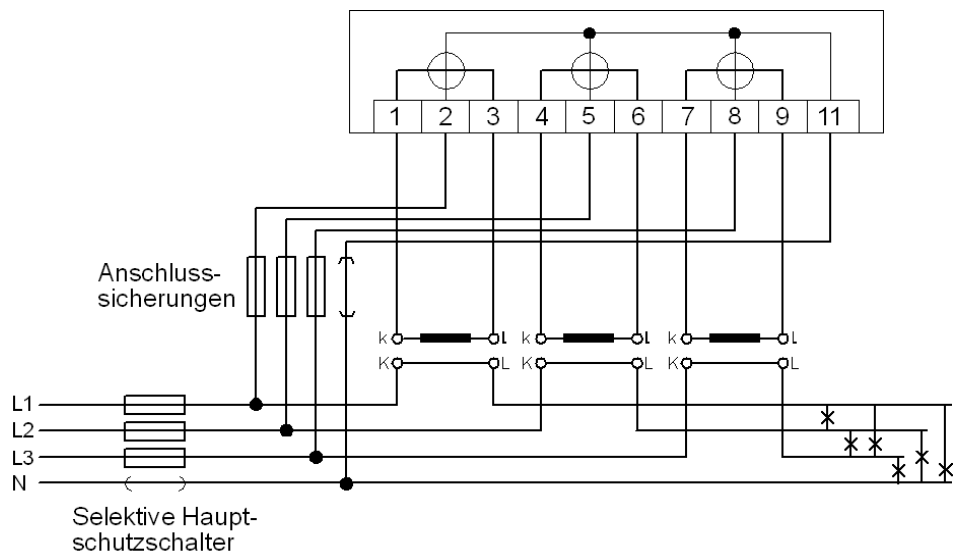 1 2 3 4 5 6 7 8 9 11
Anschluss-
sicherungen
k l k l k l
K L K L K L
L1
L2
L3
N
Selektive Haupt-
schutzschalter